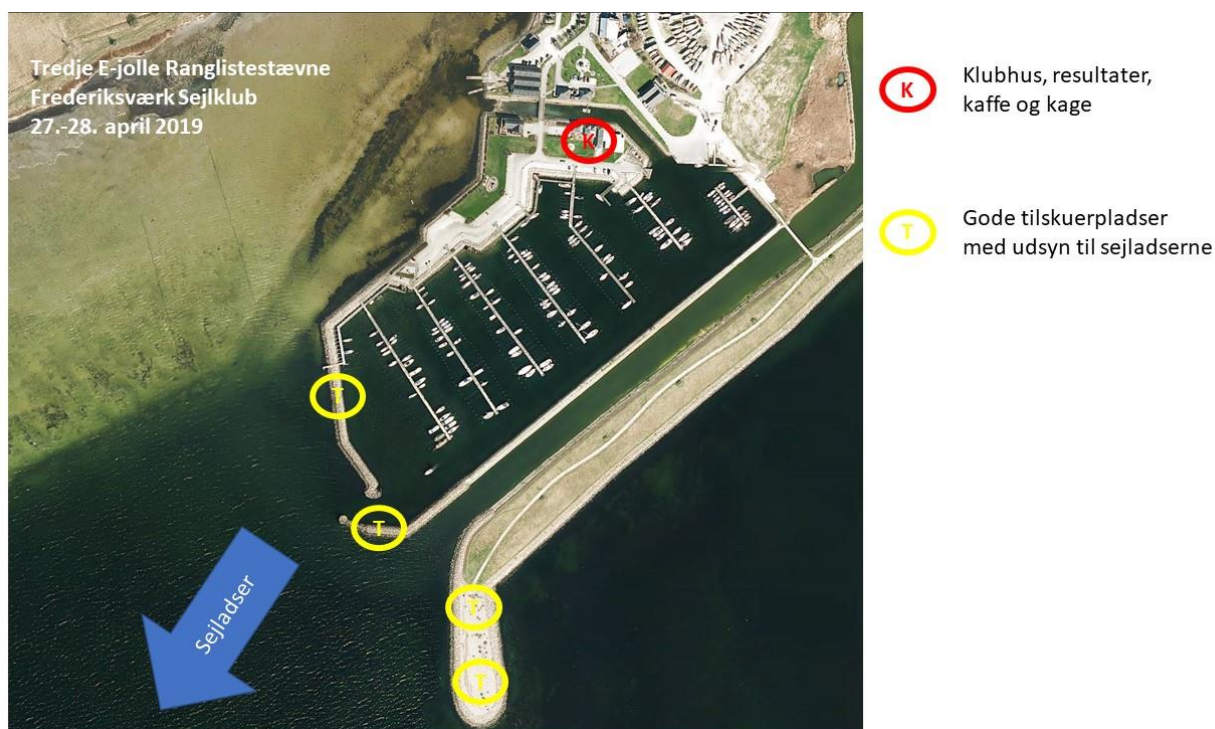 Tredje E-jolle Ranglistestævne
Frederiksværk Sejlklub
27.-28. april 2019
K
Klubhus, resultater,
kaffe og kage
T
Gode tilskuerpladser
med udsyn til sejladserne
K
T
T
T
T
Sejladser